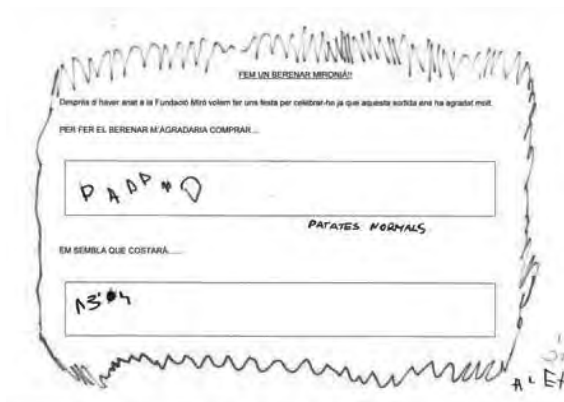 FEM UN BERENAR MIRONIÀ!!
Després d'haver anat a la Fundació Miró volem fer una festa per celebrar-ho ja que aquesta sortida ens ha agradat molt.
PER FER EL BERENAR M'AGRADARIA COMPRAR....
PATATES NORMALS
EM SEMBLA QUE COSTARÀ......